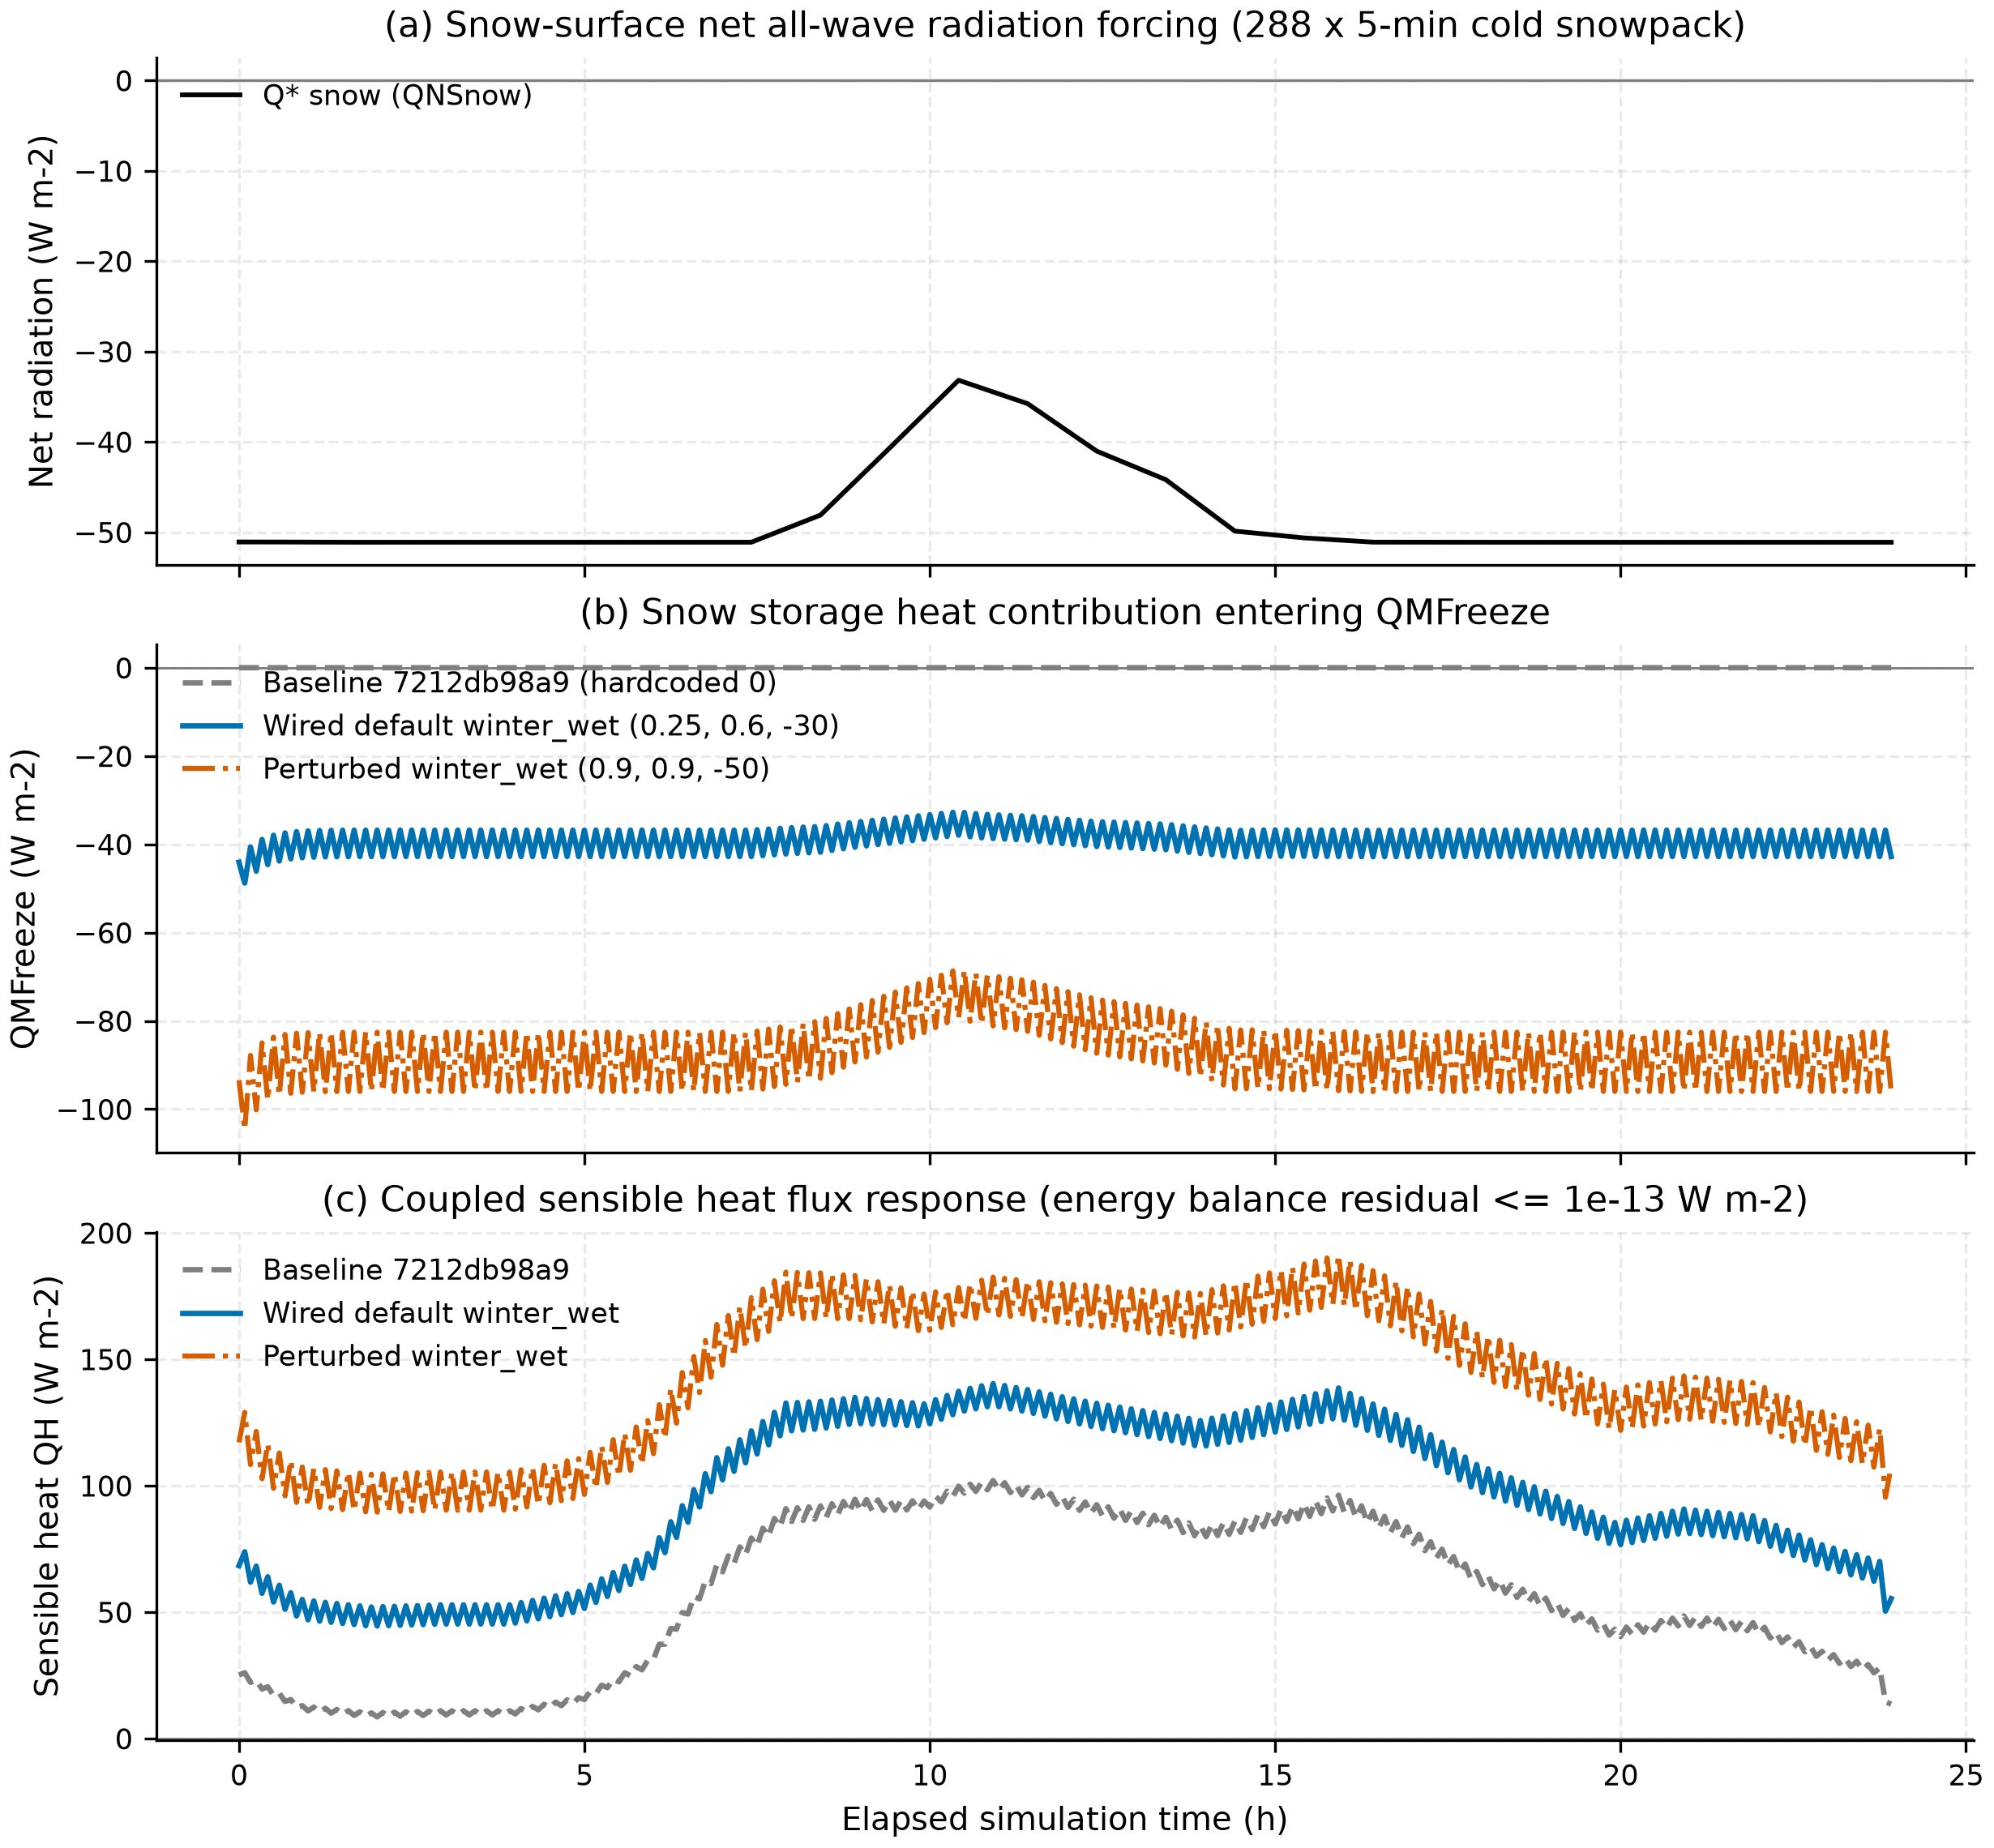 (a) Snow-surface net all-wave radiation forcing (288 x 5-min cold snowpack)
Net radiation (W m-2)
0
−10
−20
−30
−40
−50
Q* snow (QNSnow)
(b) Snow storage heat contribution entering QMFreeze
QMFreeze (W m-2)
0
−20
−40
−60
−80
−100
Baseline 7212db98a9 (hardcoded 0)
Wired default winter_wet (0.25, 0.6, -30)
Perturbed winter_wet (0.9, 0.9, -50)
(c) Coupled sensible heat flux response (energy balance residual <= 1e-13 W m-2)
Sensible heat QH (W m-2)
200
150
100
50
0
Baseline 7212db98a9
Wired default winter_wet
Perturbed winter_wet
0 5 10 15 20 25
Elapsed simulation time (h)